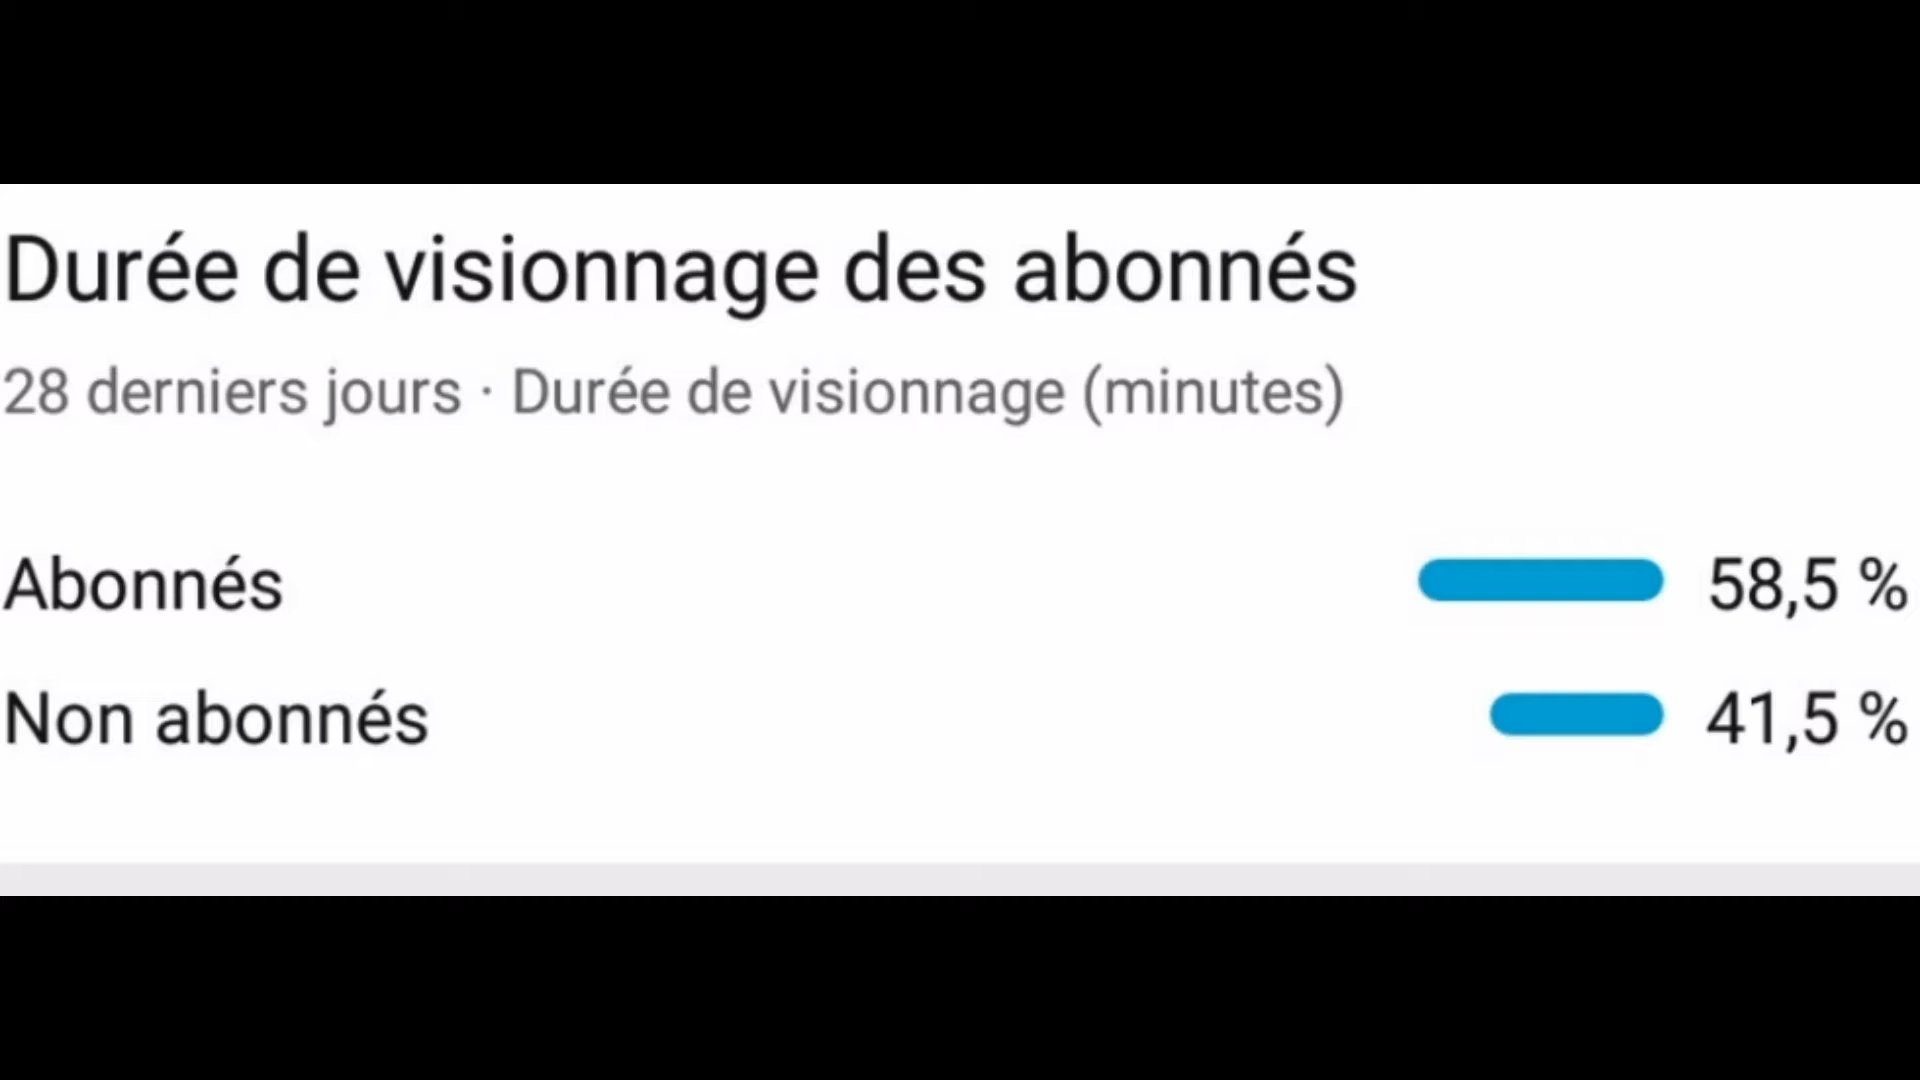 Durée de visionnage des abonnés
28 derniers jours · Durée de visionnage (minutes)
Abonnés 58,5 %
Non abonnés 41,5 %